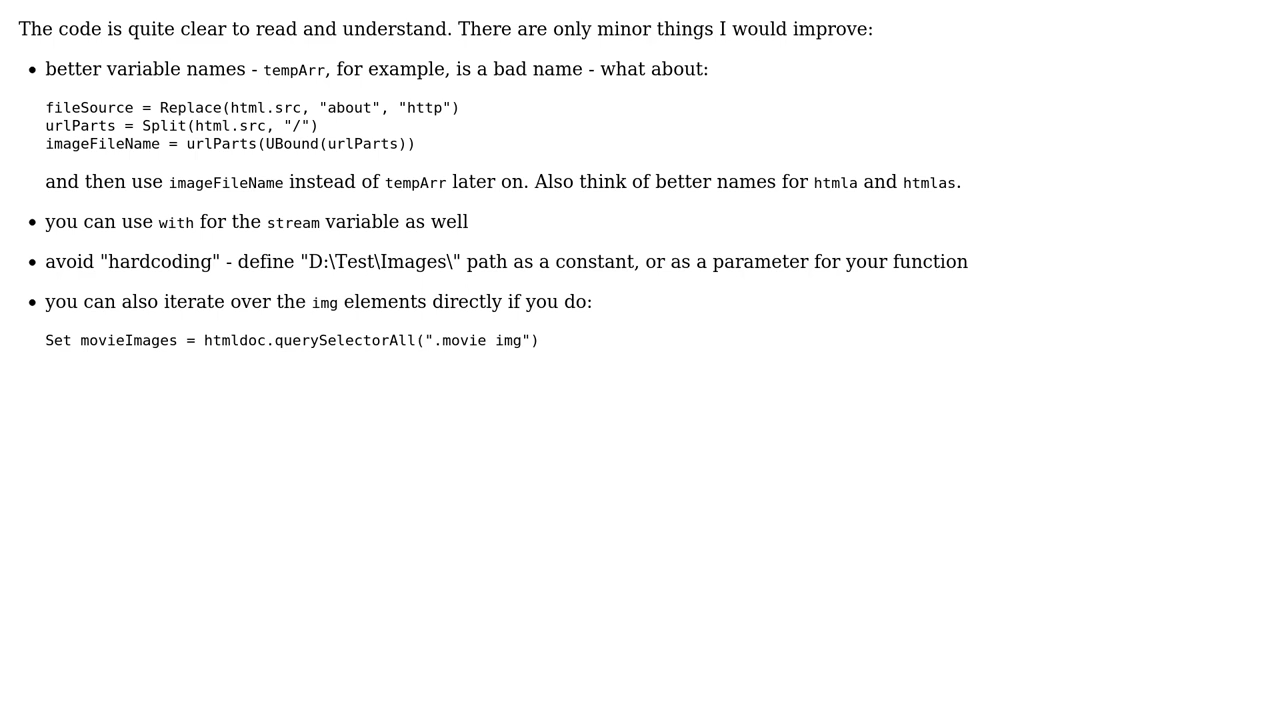 The code is quite clear to read and understand. There are only minor things I would improve:
• better variable names - tempArr, for example, is a bad name - what about:
fileSource = Replace(html.src, "about", "http")
urlParts = Split(html.src, "/")
imageFileName = urlParts(UBound(urlParts))
and then use imageFileName instead of tempArr later on. Also think of better names for htmla and htmlas.
• you can use with for the stream variable as well
• avoid "hardcoding" - define "D:\Test\Images\" path as a constant, or as a parameter for your function
• you can also iterate over the img elements directly if you do:
Set movieImages = htmldoc.querySelectorAll(".movie img")